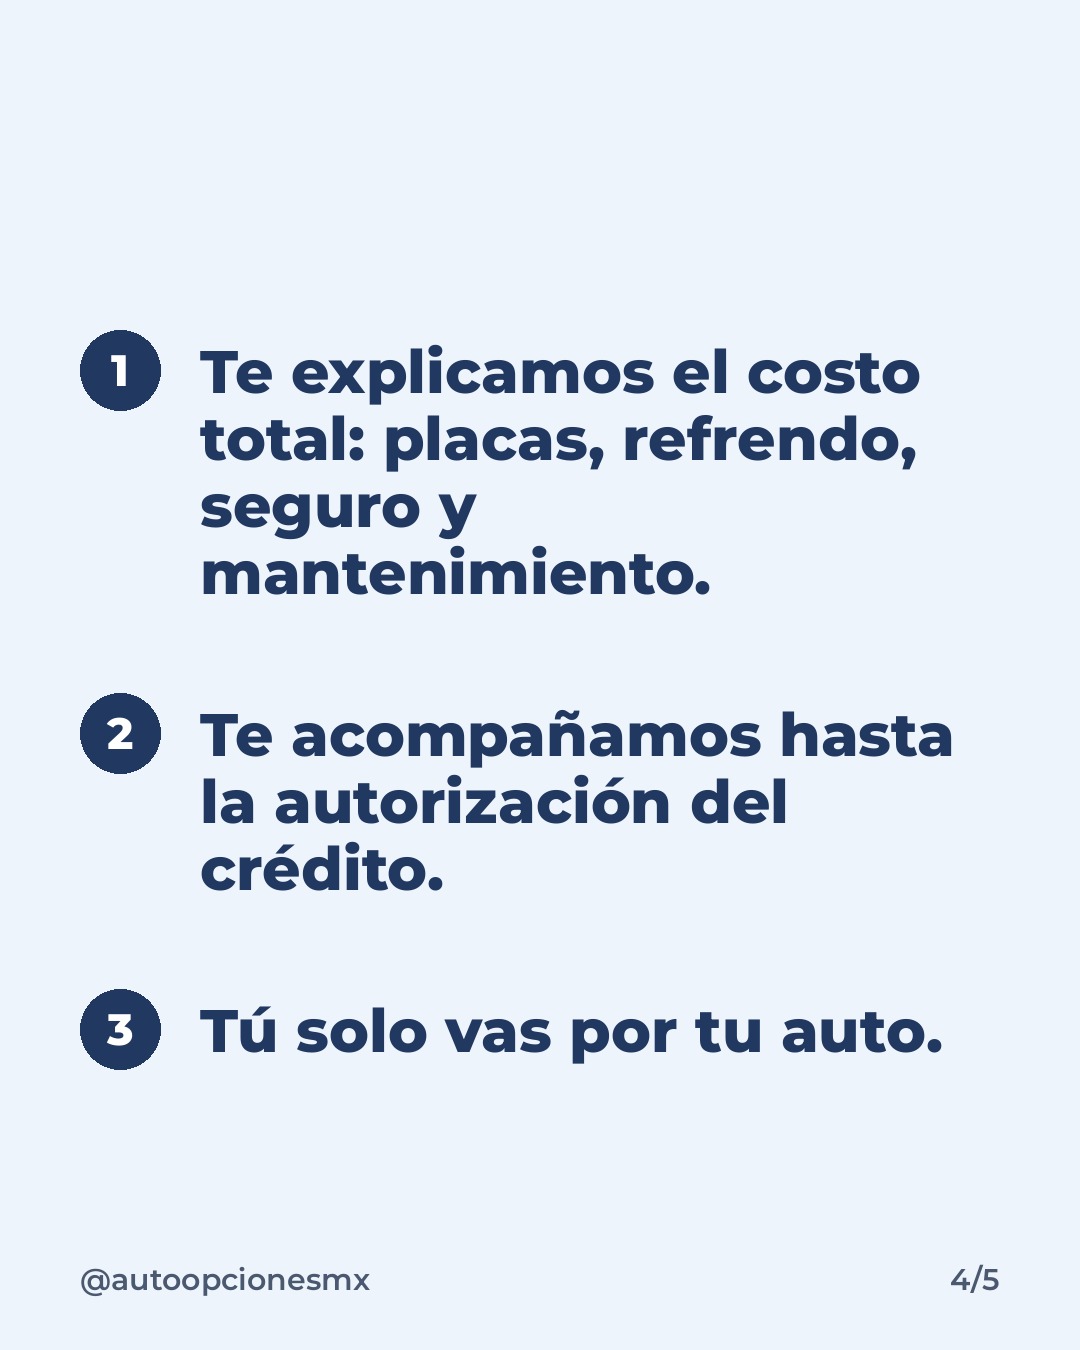 1 Te explicamos el costo
total: placas, refrendo,
seguro y
mantenimiento.
2 Te acompañamos hasta
la autorización del
crédito.
3 Tú solo vas por tu auto.
@autoopcionesmx 4/5